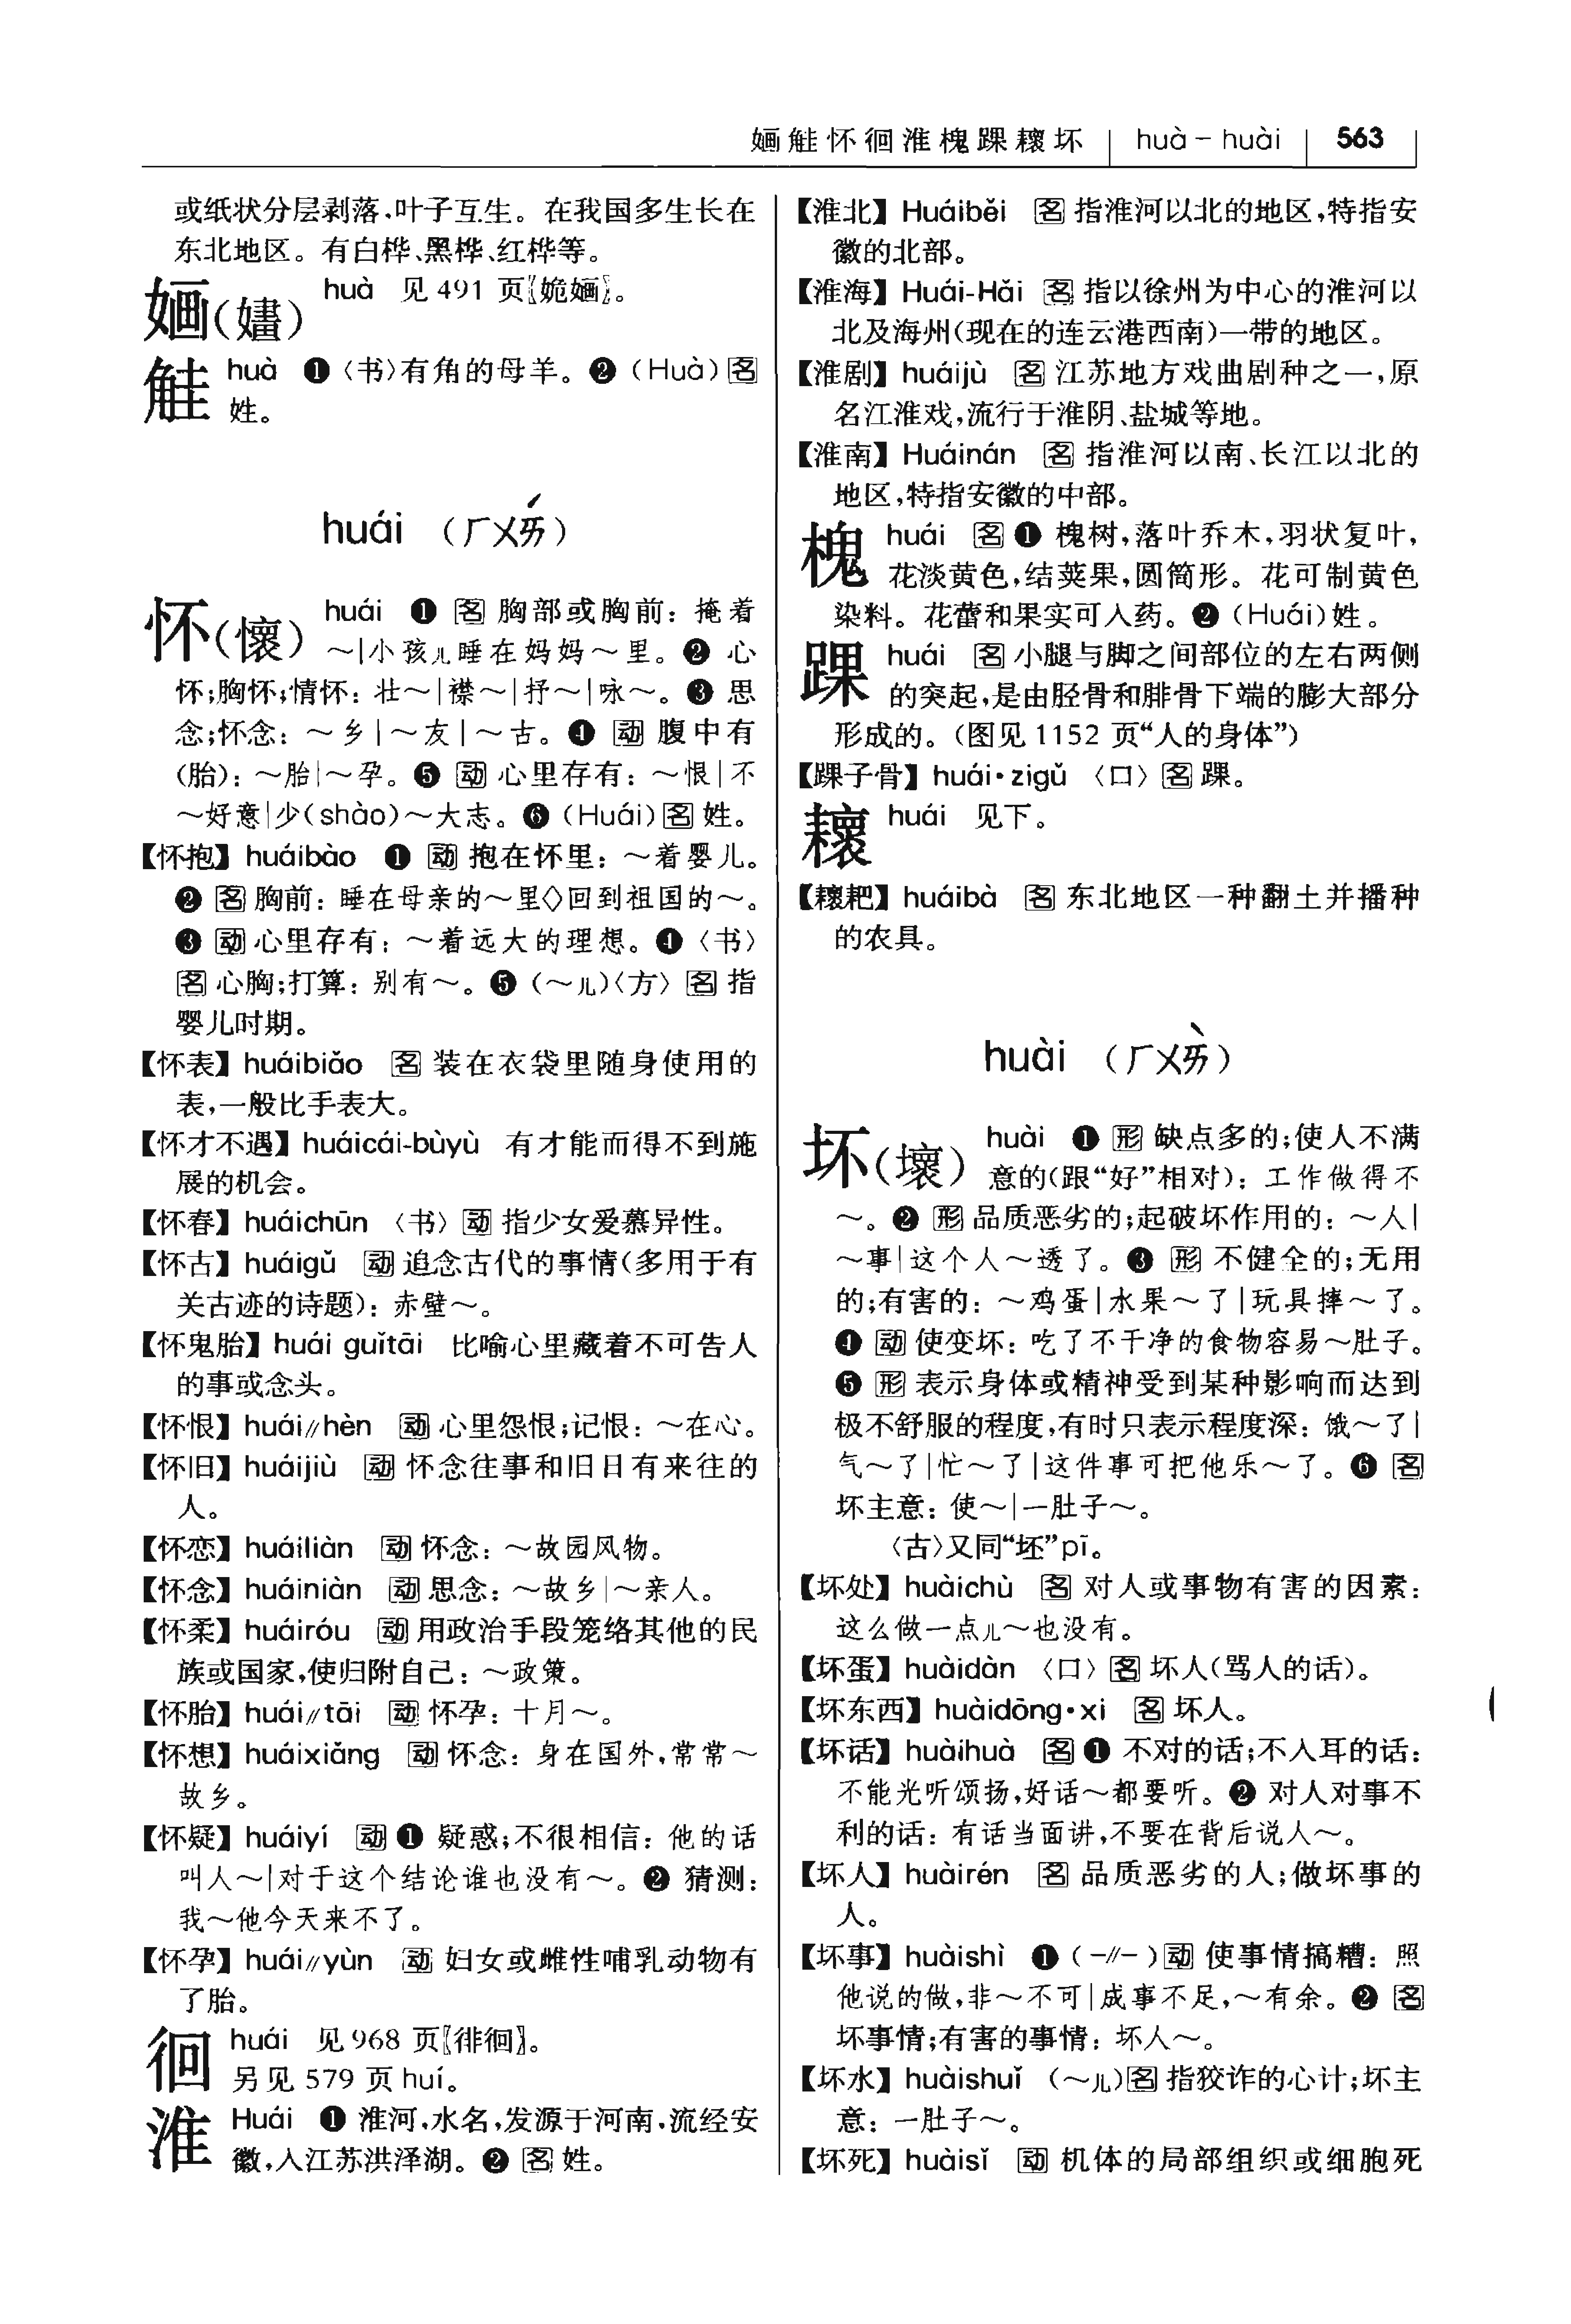 婳觟怀徊淮槐踝耲坏 huà－huài 563
或纸状分层剥落，叶子互生。在我国多生长在
东北地区。有白桦、黑桦、红桦等。
婳(嫿) huà 见 491 页〖姽婳〗。
觟 huà ❶〈书〉有角的母羊。❷（Huà）名
姓。
huái （ㄏㄨㄞˊ）
怀(懷) huái ❶ 名 胸部或胸前：掩着
～|小孩儿睡在妈妈～里。❷ 心
怀；胸怀；情怀：壮～|襟～|抒～|咏～。❸ 思
念；怀念：～乡|～友|～古。❹ 动 腹中有
(胎)：～胎|～孕。❺ 动 心里存有：～恨|不
～好意|少(shào)～大志。❻（Huái）名 姓。
【怀抱】huáibào ❶ 动 抱在怀里：～着婴儿。
❷ 名 胸前：睡在母亲的～里◇回到祖国的～。
❸ 动 心里存有：～着远大的理想。❹〈书〉
名 心胸；打算：别有～。❺（～儿）〈方〉名 指
婴儿时期。
【怀表】huáibiǎo 名 装在衣袋里随身使用的
表，一般比手表大。
【怀才不遇】huáicái-bùyù 有才能而得不到施
展的机会。
【怀春】huáichūn 〈书〉动 指少女爱慕异性。
【怀古】huáigǔ 动 追念古代的事情（多用于有
关古迹的诗题）：赤壁～。
【怀鬼胎】huái guǐtāi 比喻心里藏着不可告人
的事或念头。
【怀恨】huái∥hèn 动 心里怨恨；记恨：～在心。
【怀旧】huáijiù 动 怀念往事和旧日有来往的
人。
【怀恋】huáiliàn 动 怀念：～故园风物。
【怀念】huáiniàn 动 思念：～故乡|～亲人。
【怀柔】huáiróu 动 用政治手段笼络其他的民
族或国家，使归附自己：～政策。
【怀胎】huái∥tāi 动 怀孕：十月～。
【怀想】huáixiǎng 动 怀念：身在国外，常常～
故乡。
【怀疑】huáiyí 动 ❶ 疑惑；不很相信：他的话
叫人～|对于这个结论谁也没有～。❷ 猜测：
我～他今天来不了。
【怀孕】huái∥yùn 动 妇女或雌性哺乳动物有
了胎。
徊 huái 见 968 页〖徘徊〗。
另见 579 页 huí。
淮 Huái ❶ 淮河，水名，发源于河南，流经安
徽，入江苏洪泽湖。❷ 名 姓。
【淮北】Huáiběi 名 指淮河以北的地区，特指安
徽的北部。
【淮海】Huái-Hǎi 名 指以徐州为中心的淮河以
北及海州（现在的连云港西南）一带的地区。
【淮剧】huáijù 名 江苏地方戏曲剧种之一，原
名江淮戏，流行于淮阴、盐城等地。
【淮南】Huáinán 名 指淮河以南、长江以北的
地区，特指安徽的中部。
槐 huái 名 ❶ 槐树，落叶乔木，羽状复叶，
花淡黄色，结荚果，圆筒形。花可制黄色
染料。花蕾和果实可入药。❷（Huái）姓。
踝 huái 名 小腿与脚之间部位的左右两侧
的突起，是由胫骨和腓骨下端的膨大部分
形成的。（图见 1152 页“人的身体”）
【踝子骨】huái·zigǔ 〈口〉名 踝。
耲 huái 见下。
【耲耙】huáibà 名 东北地区一种翻土并播种
的农具。
huài （ㄏㄨㄞˋ）
坏(壞) huài ❶ 形 缺点多的；使人不满
意的（跟“好”相对）：工作做得不
～。❷ 形 品质恶劣的；起破坏作用的：～人|
～事|这个人～透了。❸ 形 不健全的；无用
的；有害的：～鸡蛋|水果～了|玩具摔～了。
❹ 动 使变坏：吃了不干净的食物容易～肚子。
❺ 形 表示身体或精神受到某种影响而达到
极不舒服的程度，有时只表示程度深：饿～了|
气～了|忙～了|这件事可把他乐～了。❻ 名
坏主意：使～|一肚子～。
〈古〉又同“坯”pī。
【坏处】huàichù 名 对人或事物有害的因素：
这么做一点儿～也没有。
【坏蛋】huàidàn 〈口〉名 坏人（骂人的话）。
【坏东西】huàidōng·xi 名 坏人。
【坏话】huàihuà 名 ❶ 不对的话；不入耳的话：
不能光听颂扬，好话～都要听。❷ 对人对事不
利的话：有话当面讲，不要在背后说人～。
【坏人】huàirén 名 品质恶劣的人；做坏事的
人。
【坏事】huàishì ❶（-∥-）动 使事情搞糟：照
他说的做，非～不可|成事不足，～有余。❷ 名
坏事情；有害的事情：坏人～。
【坏水】huàishuǐ （～儿）名 指狡诈的心计；坏主
意：一肚子～。
【坏死】huàisǐ 动 机体的局部组织或细胞死